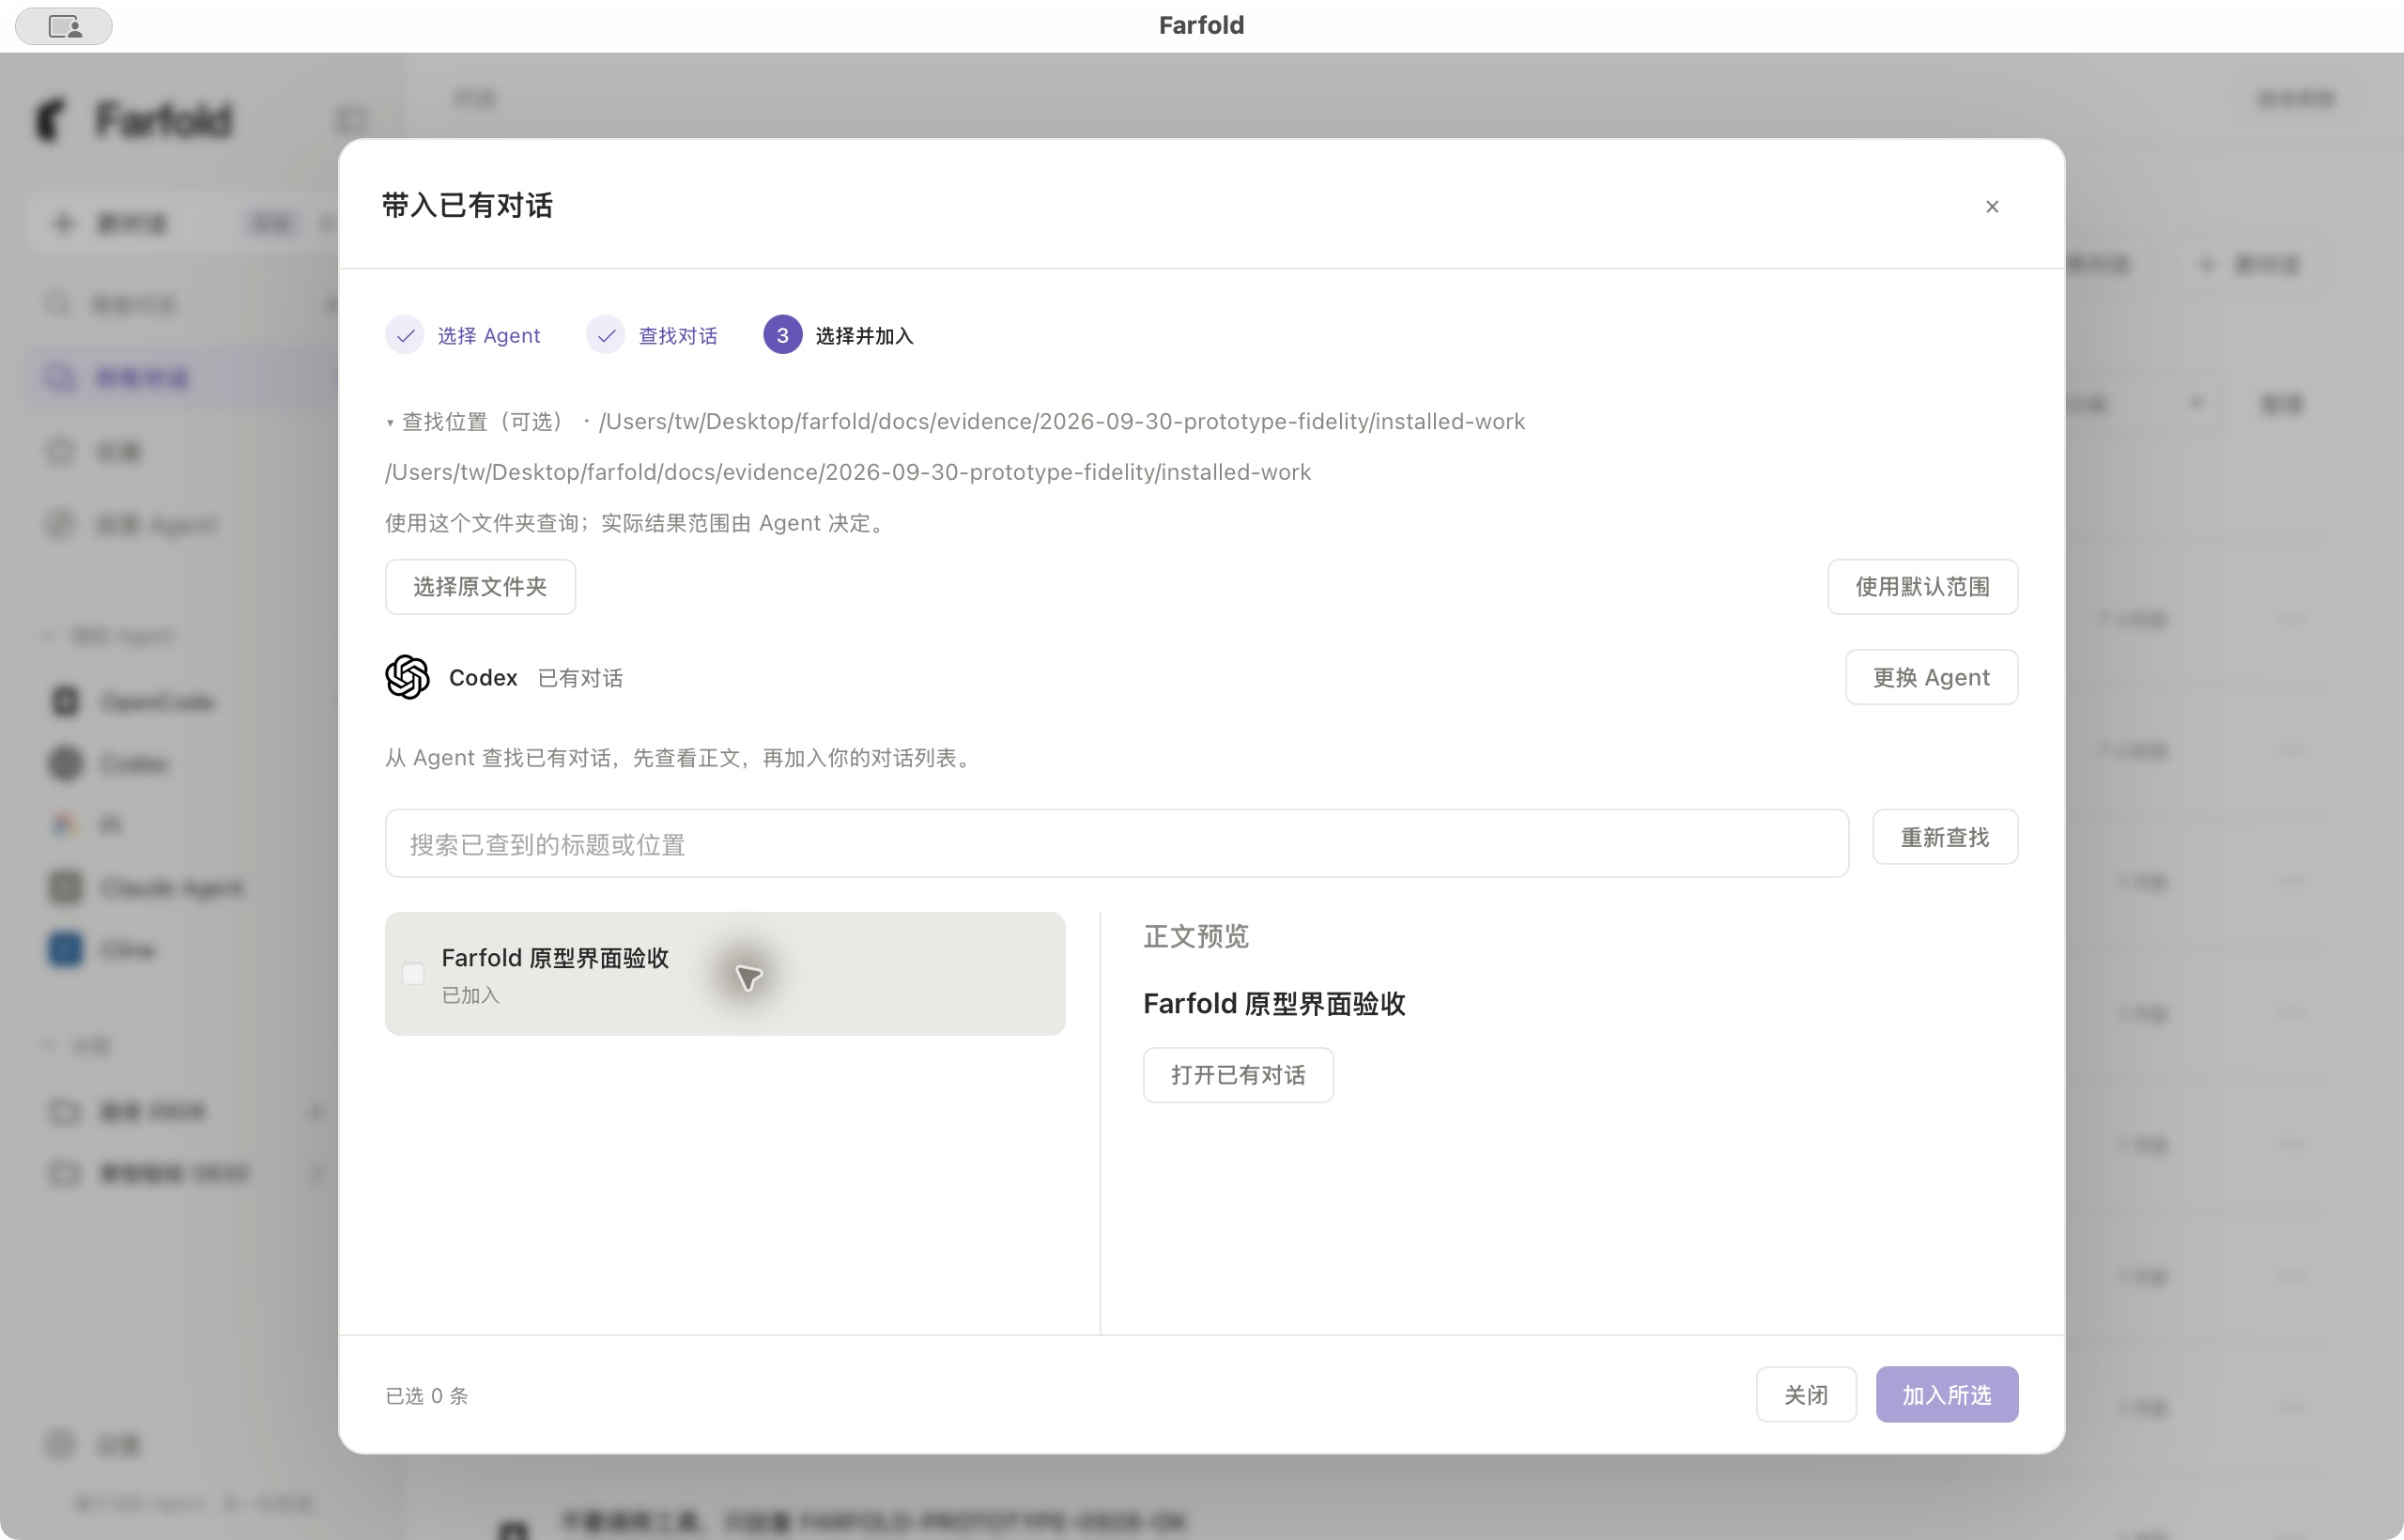 Farfold
Farfold
带入已有对话
×
选择 Agent
查找对话
3 选择并加入
查找位置（可选） · /Users/tw/Desktop/farfold/docs/evidence/2026-09-30-prototype-fidelity/installed-work
/Users/tw/Desktop/farfold/docs/evidence/2026-09-30-prototype-fidelity/installed-work
使用这个文件夹查询；实际结果范围由 Agent 决定。
选择原文件夹
使用默认范围
Codex 已有对话
更换 Agent
从 Agent 查找已有对话，先查看正文，再加入你的对话列表。
搜索已查到的标题或位置
重新查找
Farfold 原型界面验收
已加入
正文预览
Farfold 原型界面验收
打开已有对话
已选 0 条
关闭
加入所选
OpenCode
Codex
Claude Agent
Cline
设置